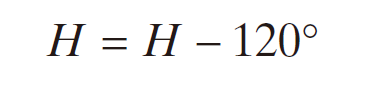 H = H − 120°